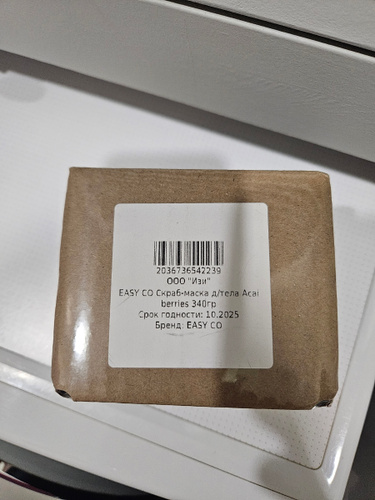 2036736542239
ООО "Изи"
EASY CO Скраб-маска д/тела Acai
berries 340гр
Срок годности: 10.2025
Бренд: EASY CO